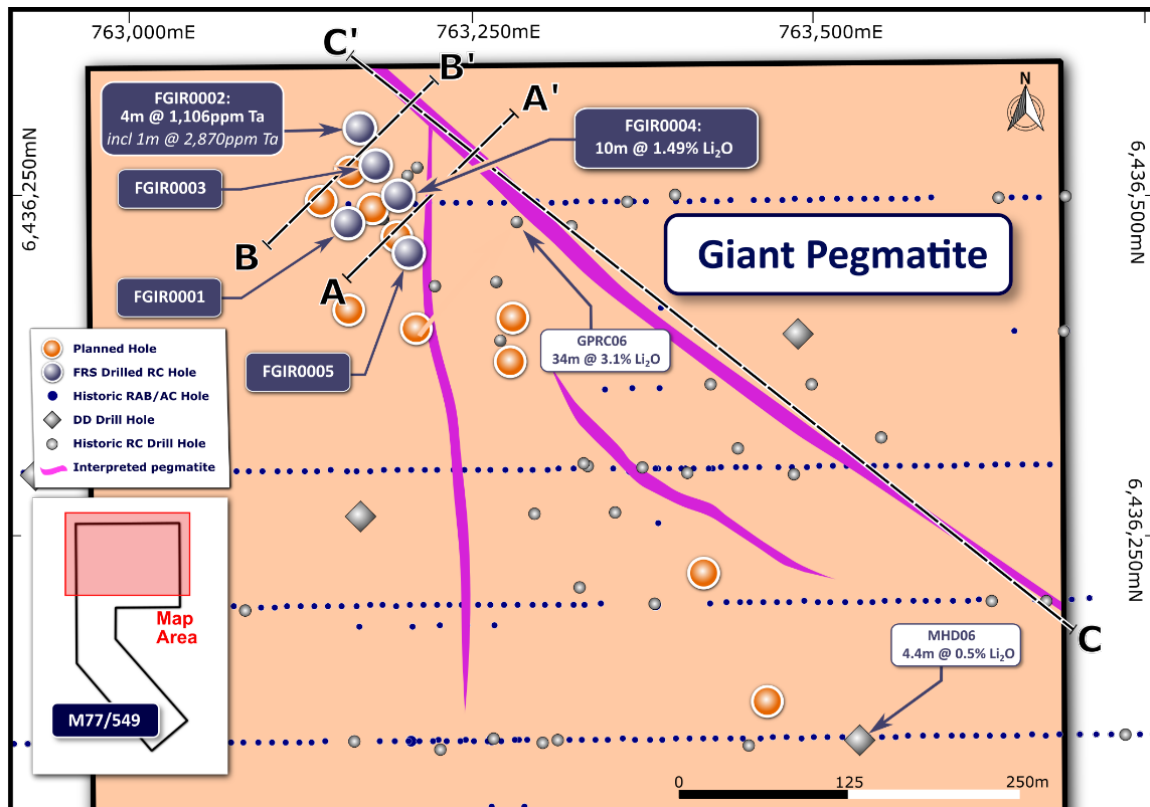 763,000mE
763,250mE
763,500mE
C'
B'
A'
N
FGIR0002:
4m @ 1,106ppm Ta
incl 1m @ 2,870ppm Ta
FGIR0004:
10m @ 1.49% Li₂O
FGIR0003
6,436,250mN
6,436,500mN
B
A
Giant Pegmatite
FGIR0001
GPRC06
34m @ 3.1% Li₂O
FGIR0005
Planned Hole
FRS Drilled RC Hole
Historic RAB/AC Hole
DD Drill Hole
Historic RC Drill Hole
Interpreted pegmatite
6,436,250mN
Map
Area
M77/549
C
MHD06
4.4m @ 0.5% Li₂O
0
125
250m